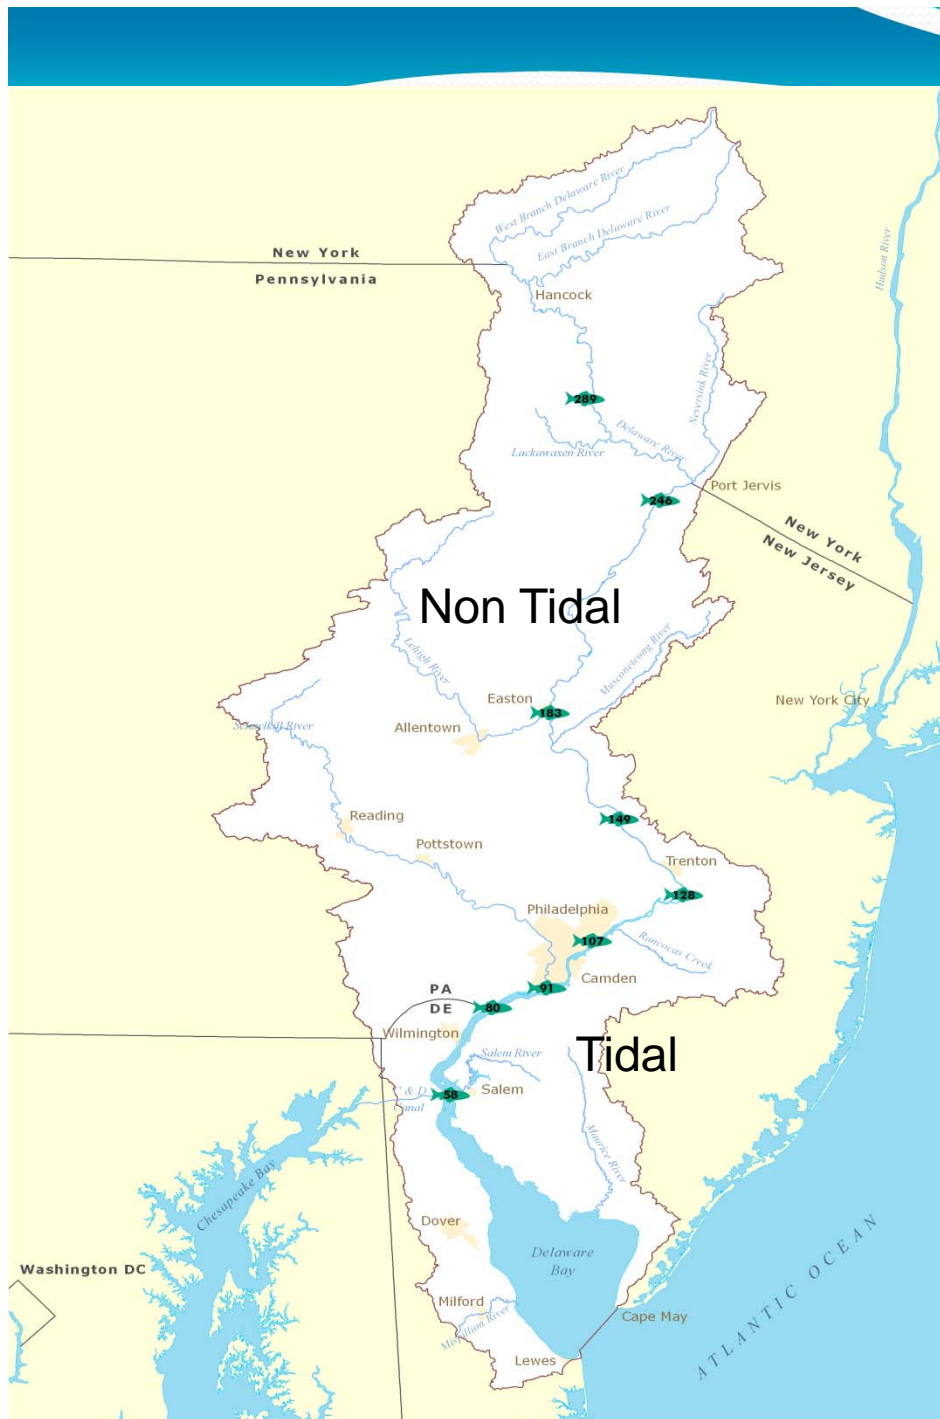 West Branch Delaware River
East Branch Delaware River
New York
Pennsylvania
Hancock
Hudson River
Neversink River
289
Delaware River
Lackawaxen River
Port Jervis
246
New York
New Jersey
Non Tidal
Lehigh River
Musconetcong River
Easton
183
New York City
Allentown
Schuylkill River
Reading
149
Pottstown
Trenton
128
Philadelphia
107
Rancocas Creek
Camden
91
PA
DE
80
Wilmington
Tidal
Salem River
Salem
58
C & D
Canal
Maurice River
Chesapeake Bay
Dover
Delaware
Bay
ATLANTIC OCEAN
Washington DC
Milford
Mispillion River
Cape May
Lewes